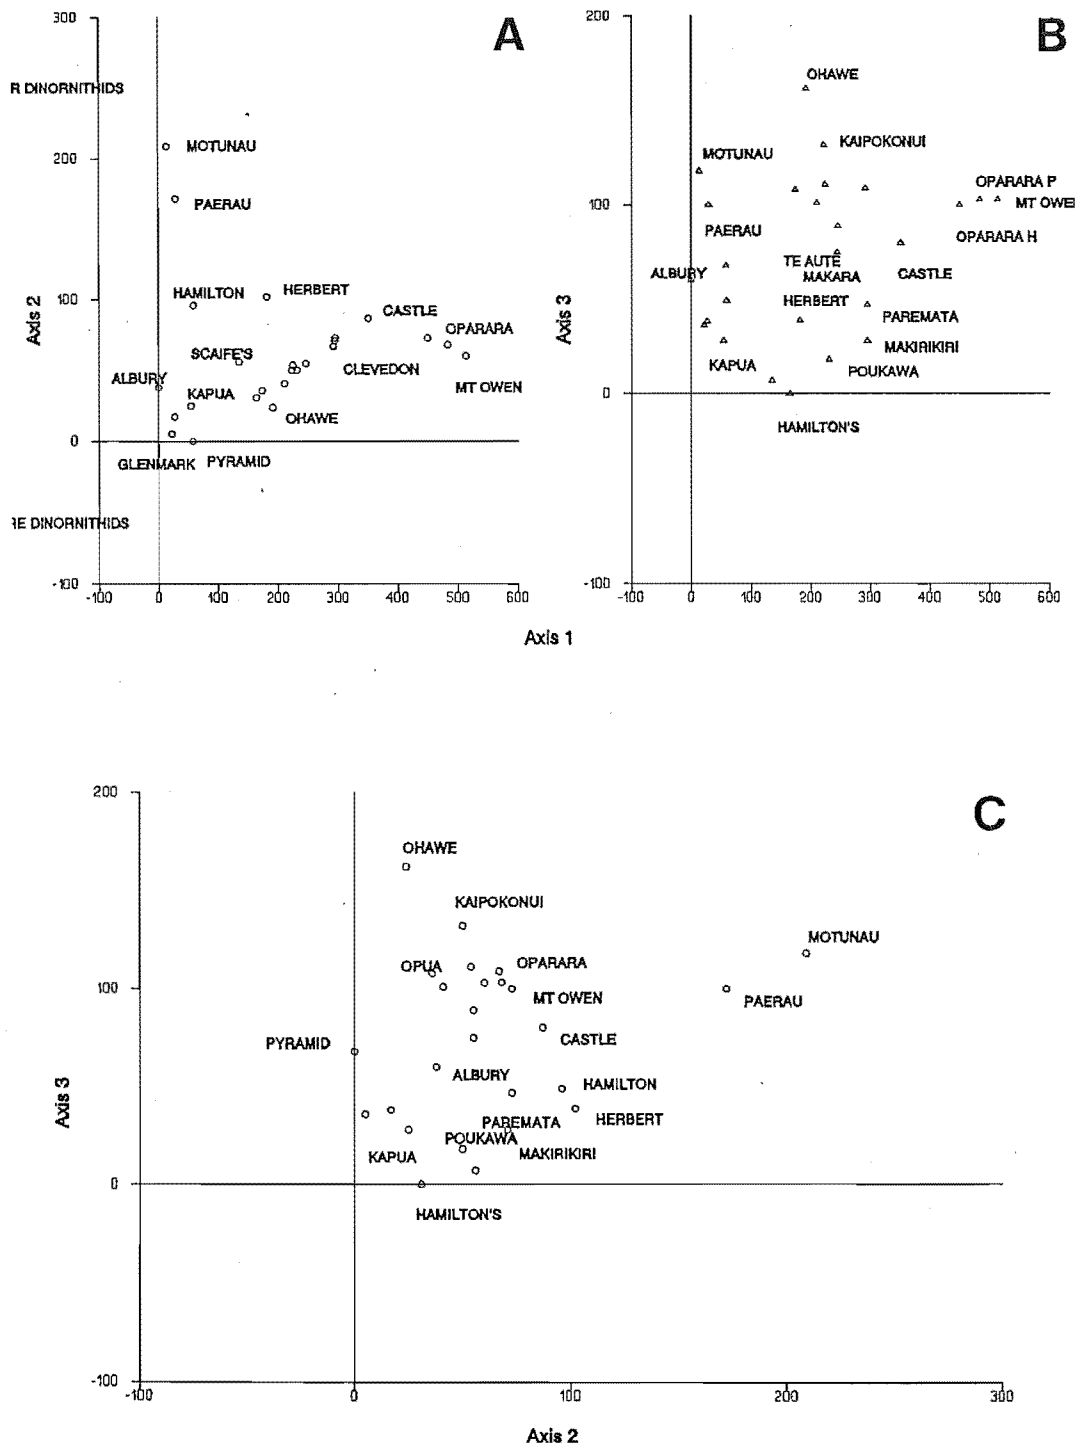 A
300
R DINORNITHIDS
200
MOTUNAU
PAERAU
HAMILTON
HERBERT
100
CASTLE
OPARARA
SCAIFE'S
CLEVEDON
ALBURY
KAPUA
MT OWEN
OHAWE
0
GLENMARK PYRAMID
IE DINORNITHIDS
-100
-100 0 100 200 300 400 500 600
Axis 2
B
200
OHAWE
KAIPOKONUI
MOTUNAU
OPARARA P
100
MT OWE
PAERAU
OPARARA H
TE AUTE
ALBURY
MAKARA
CASTLE
HERBERT
PAREMATA
MAKIRIKIRI
KAPUA
POUKAWA
0
HAMILTON'S
-100
-100 0 100 200 300 400 500 600
Axis 3
Axis 1
C
200
OHAWE
KAIPOKONUI
MOTUNAU
OPUA
OPARARA
100
MT OWEN
PAERAU
PYRAMID
CASTLE
ALBURY
HAMILTON
PAREMATA
HERBERT
POUKAWA
KAPUA
MAKIRIKIRI
0
HAMILTON'S
-100
-100 0 100 200 300
Axis 3
Axis 2